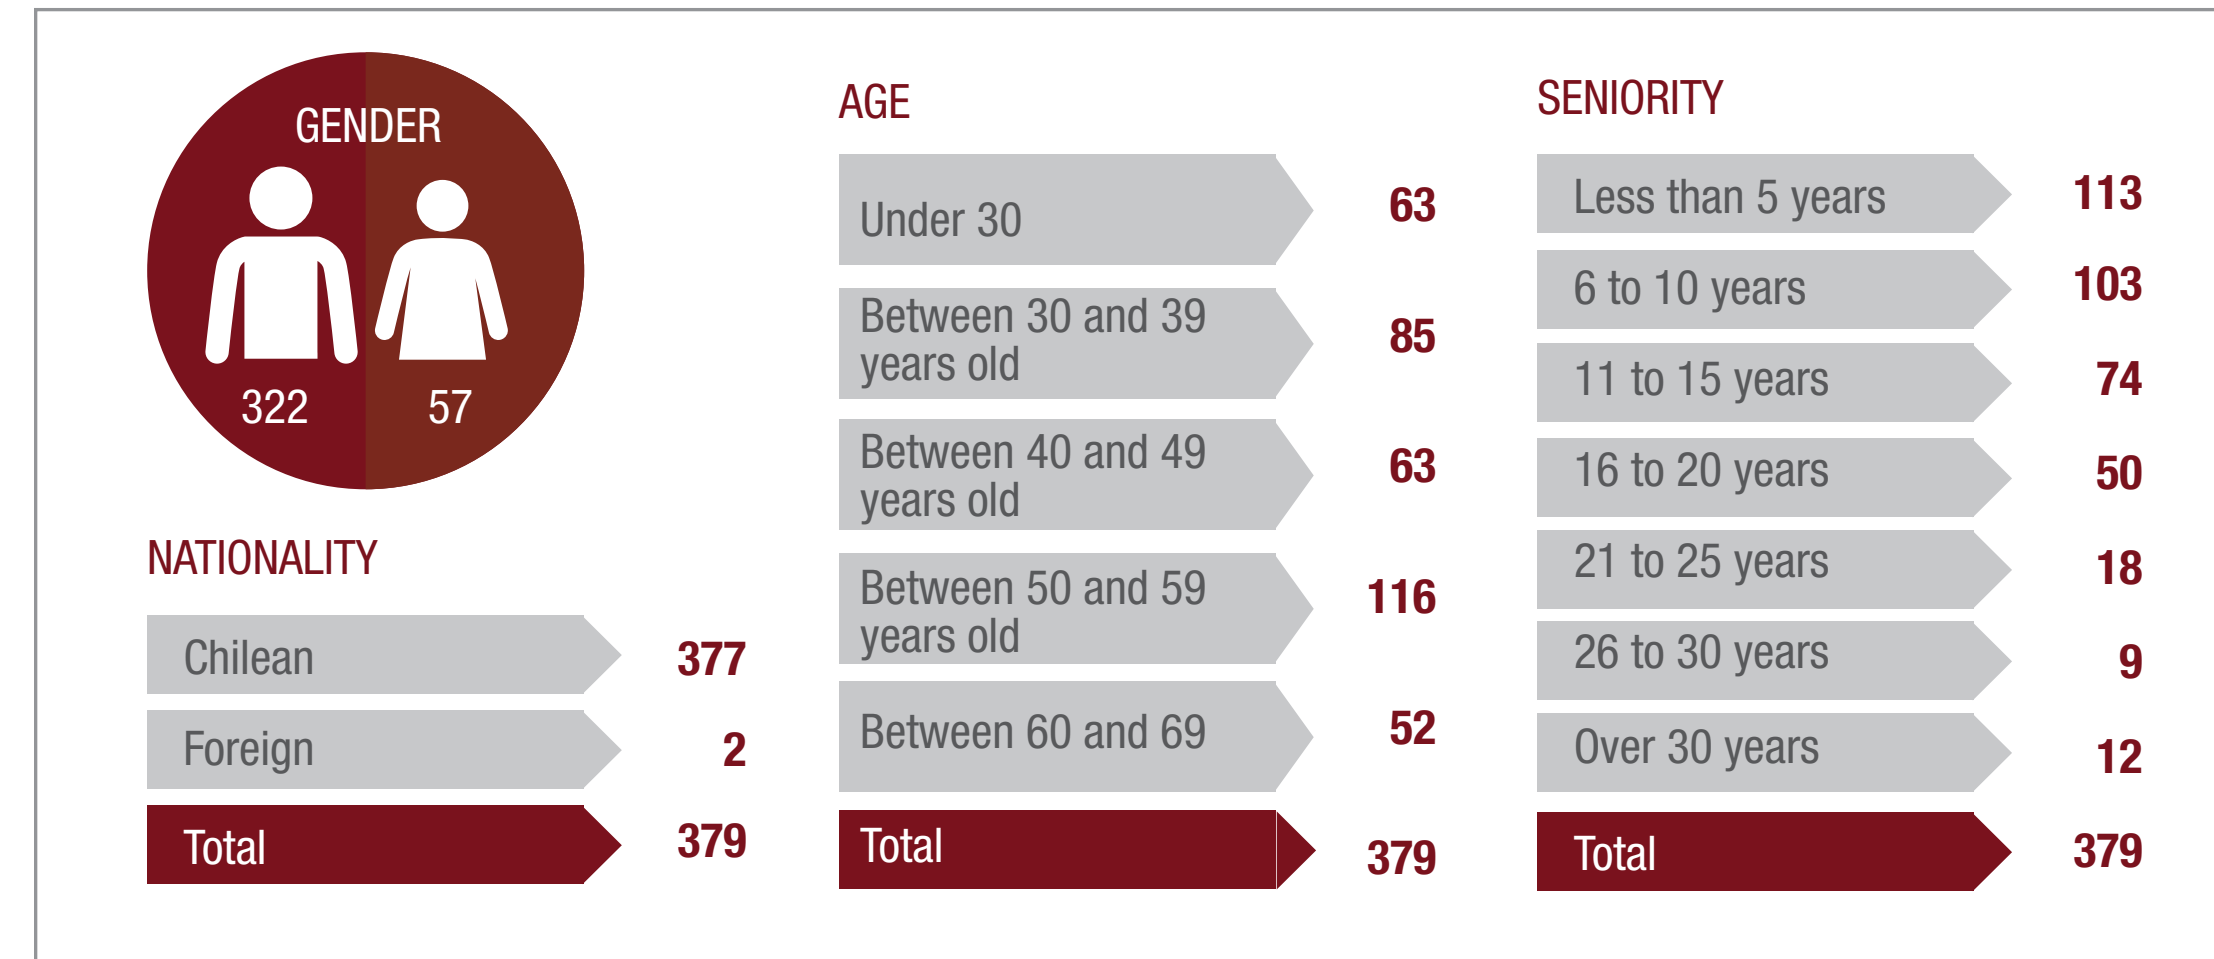 GENDER
322 57
NATIONALITY
Chilean 377
Foreign 2
Total 379
AGE
Under 30 63
Between 30 and 39
years old 85
Between 40 and 49
years old 63
Between 50 and 59
years old 116
Between 60 and 69 52
Total 379
SENIORITY
Less than 5 years 113
6 to 10 years 103
11 to 15 years 74
16 to 20 years 50
21 to 25 years 18
26 to 30 years 9
Over 30 years 12
Total 379